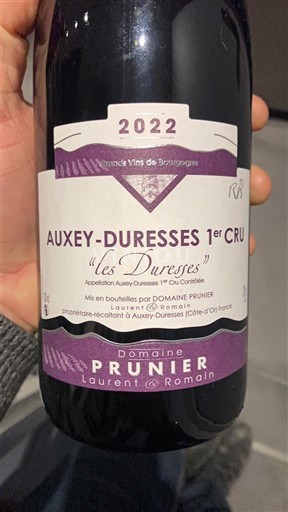 2022
Grands Vins de Bourgogne
AUXEY-DURESSES 1er CRU
"les Duresses"
Appellation Auxey-Duresses 1er Cru Contrôlée
Mis en bouteilles par DOMAINE PRUNIER
Laurent & Romain
propriétaire-récoltant à Auxey-Duresses (Côte-d'Or) France
Domaine
PRUNIER
Laurent & Romain